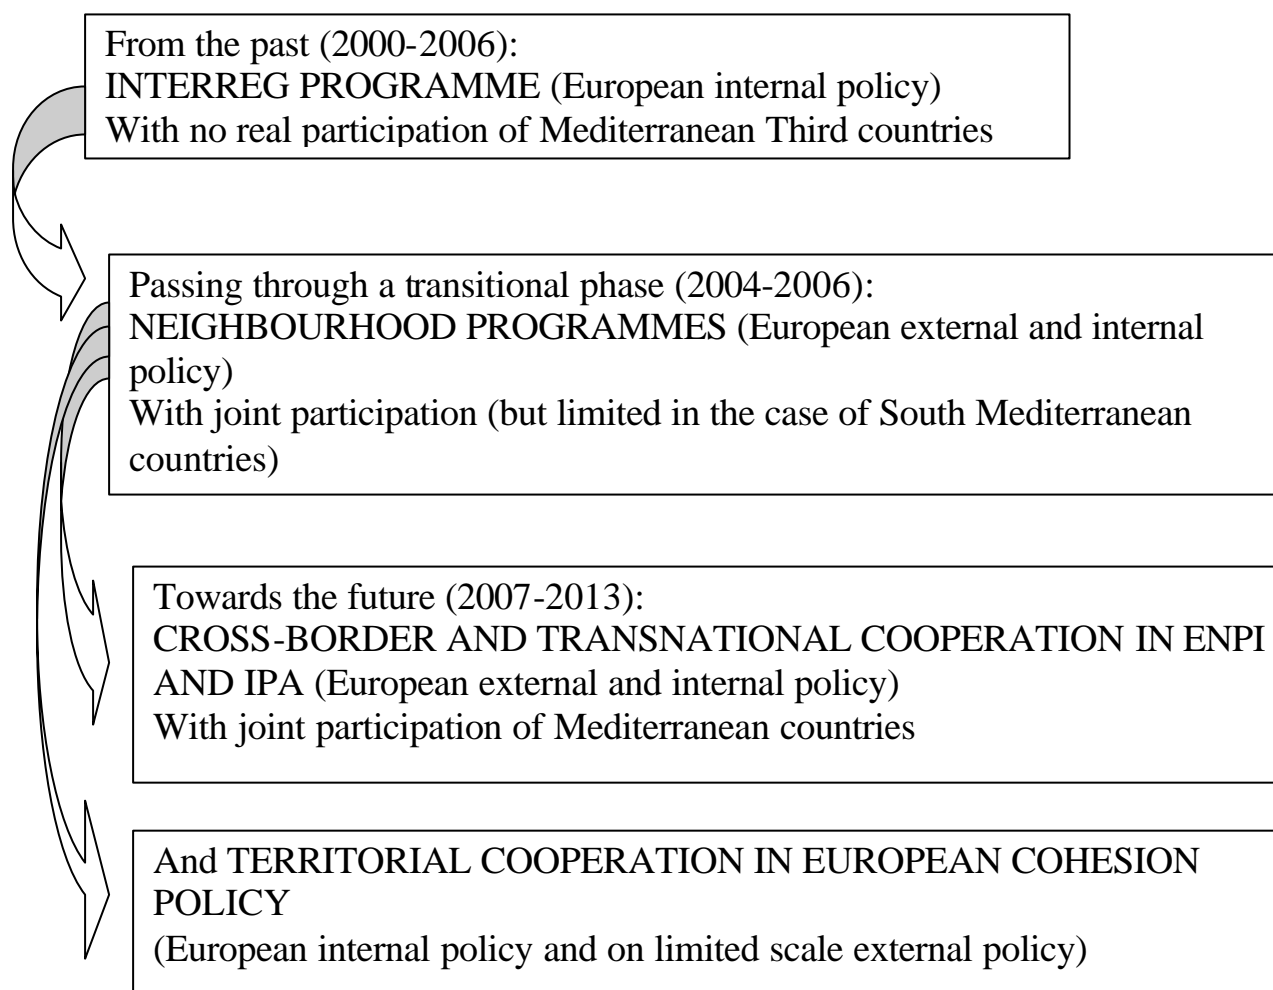 From the past (2000-2006):
INTERREG PROGRAMME (European internal policy)
With no real participation of Mediterranean Third countries
Passing through a transitional phase (2004-2006):
NEIGHBOURHOOD PROGRAMMES (European external and internal
policy)
With joint participation (but limited in the case of South Mediterranean
countries)
Towards the future (2007-2013):
CROSS-BORDER AND TRANSNATIONAL COOPERATION IN ENPI
AND IPA (European external and internal policy)
With joint participation of Mediterranean countries
And TERRITORIAL COOPERATION IN EUROPEAN COHESION
POLICY
(European internal policy and on limited scale external policy)